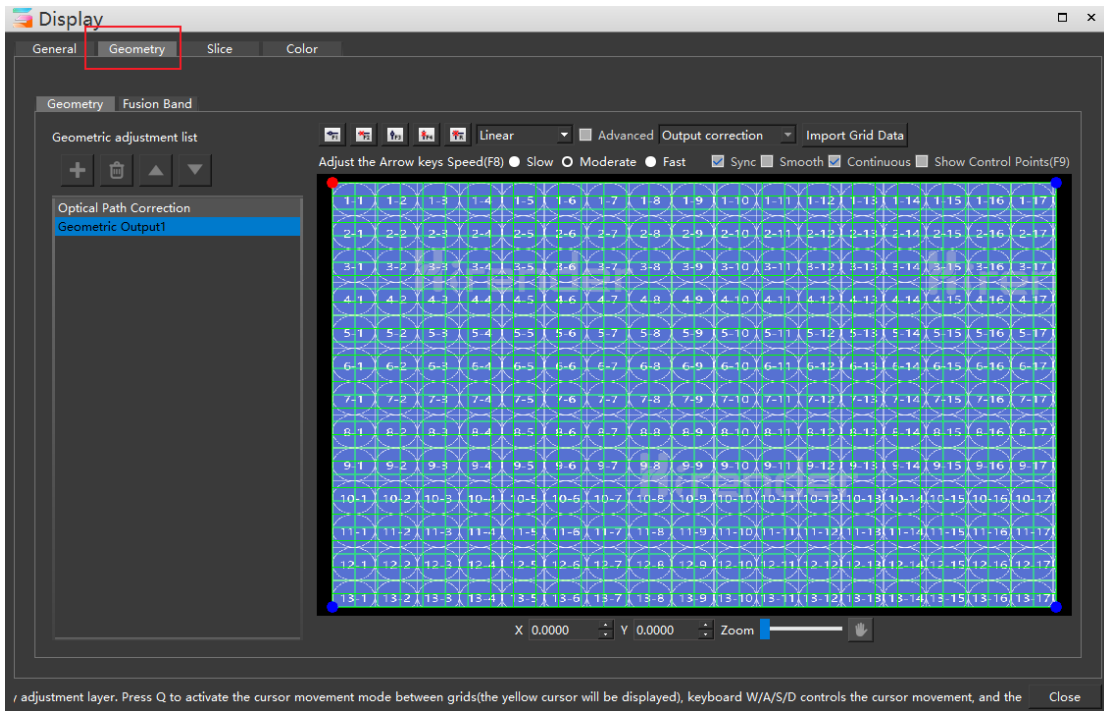 Display
General Geometry Slice Color
Geometry Fusion Band
Geometric adjustment list
F1 F2 F3 F4 Linear Advanced Output correction Import Grid Data
Adjust the Arrow keys Speed(F8) Slow Moderate Fast Sync Smooth Continuous Show Control Points(F9)
Optical Path Correction
Geometric Output1
1-1 1-2 1-3 1-4 1-5 1-6 1-7 1-8 1-9 1-10 1-11 1-12 1-13 1-14 1-15 1-16 1-17
2-1 2-2 2-3 2-4 2-5 2-6 2-7 2-8 2-9 2-10 2-11 2-12 2-13 2-14 2-15 2-16 2-17
3-1 3-2 3-3 3-4 3-5 3-6 3-7 3-8 3-9 3-10 3-11 3-12 3-13 3-14 3-15 3-16 3-17
4-1 4-2 4-3 4-4 4-5 4-6 4-7 4-8 4-9 4-10 4-11 4-12 4-13 4-14 4-15 4-16 4-17
5-1 5-2 5-3 5-4 5-5 5-6 5-7 5-8 5-9 5-10 5-11 5-12 5-13 5-14 5-15 5-16 5-17
6-1 6-2 6-3 6-4 6-5 6-6 6-7 6-8 6-9 6-10 6-11 6-12 6-13 6-14 6-15 6-16 6-17
7-1 7-2 7-3 7-4 7-5 7-6 7-7 7-8 7-9 7-10 7-11 7-12 7-13 7-14 7-15 7-16 7-17
8-1 8-2 8-3 8-4 8-5 8-6 8-7 8-8 8-9 8-10 8-11 8-12 8-13 8-14 8-15 8-16 8-17
9-1 9-2 9-3 9-4 9-5 9-6 9-7 9-8 9-9 9-10 9-11 9-12 9-13 9-14 9-15 9-16 9-17
10-1 10-2 10-3 10-4 10-5 10-6 10-7 10-8 10-9 10-10 10-11 10-12 10-13 10-14 10-15 10-16 10-17
11-1 11-2 11-3 11-4 11-5 11-6 11-7 11-8 11-9 11-10 11-11 11-12 11-13 11-14 11-15 11-16 11-17
12-1 12-2 12-3 12-4 12-5 12-6 12-7 12-8 12-9 12-10 12-11 12-12 12-13 12-14 12-15 12-16 12-17
13-1 13-2 13-3 13-4 13-5 13-6 13-7 13-8 13-9 13-10 13-11 13-12 13-13 13-14 13-15 13-16 13-17
X 0.0000 Y 0.0000 Zoom
adjustment layer. Press Q to activate the cursor movement mode between grids(the yellow cursor will be displayed), keyboard W/A/S/D controls the cursor movement, and the Close